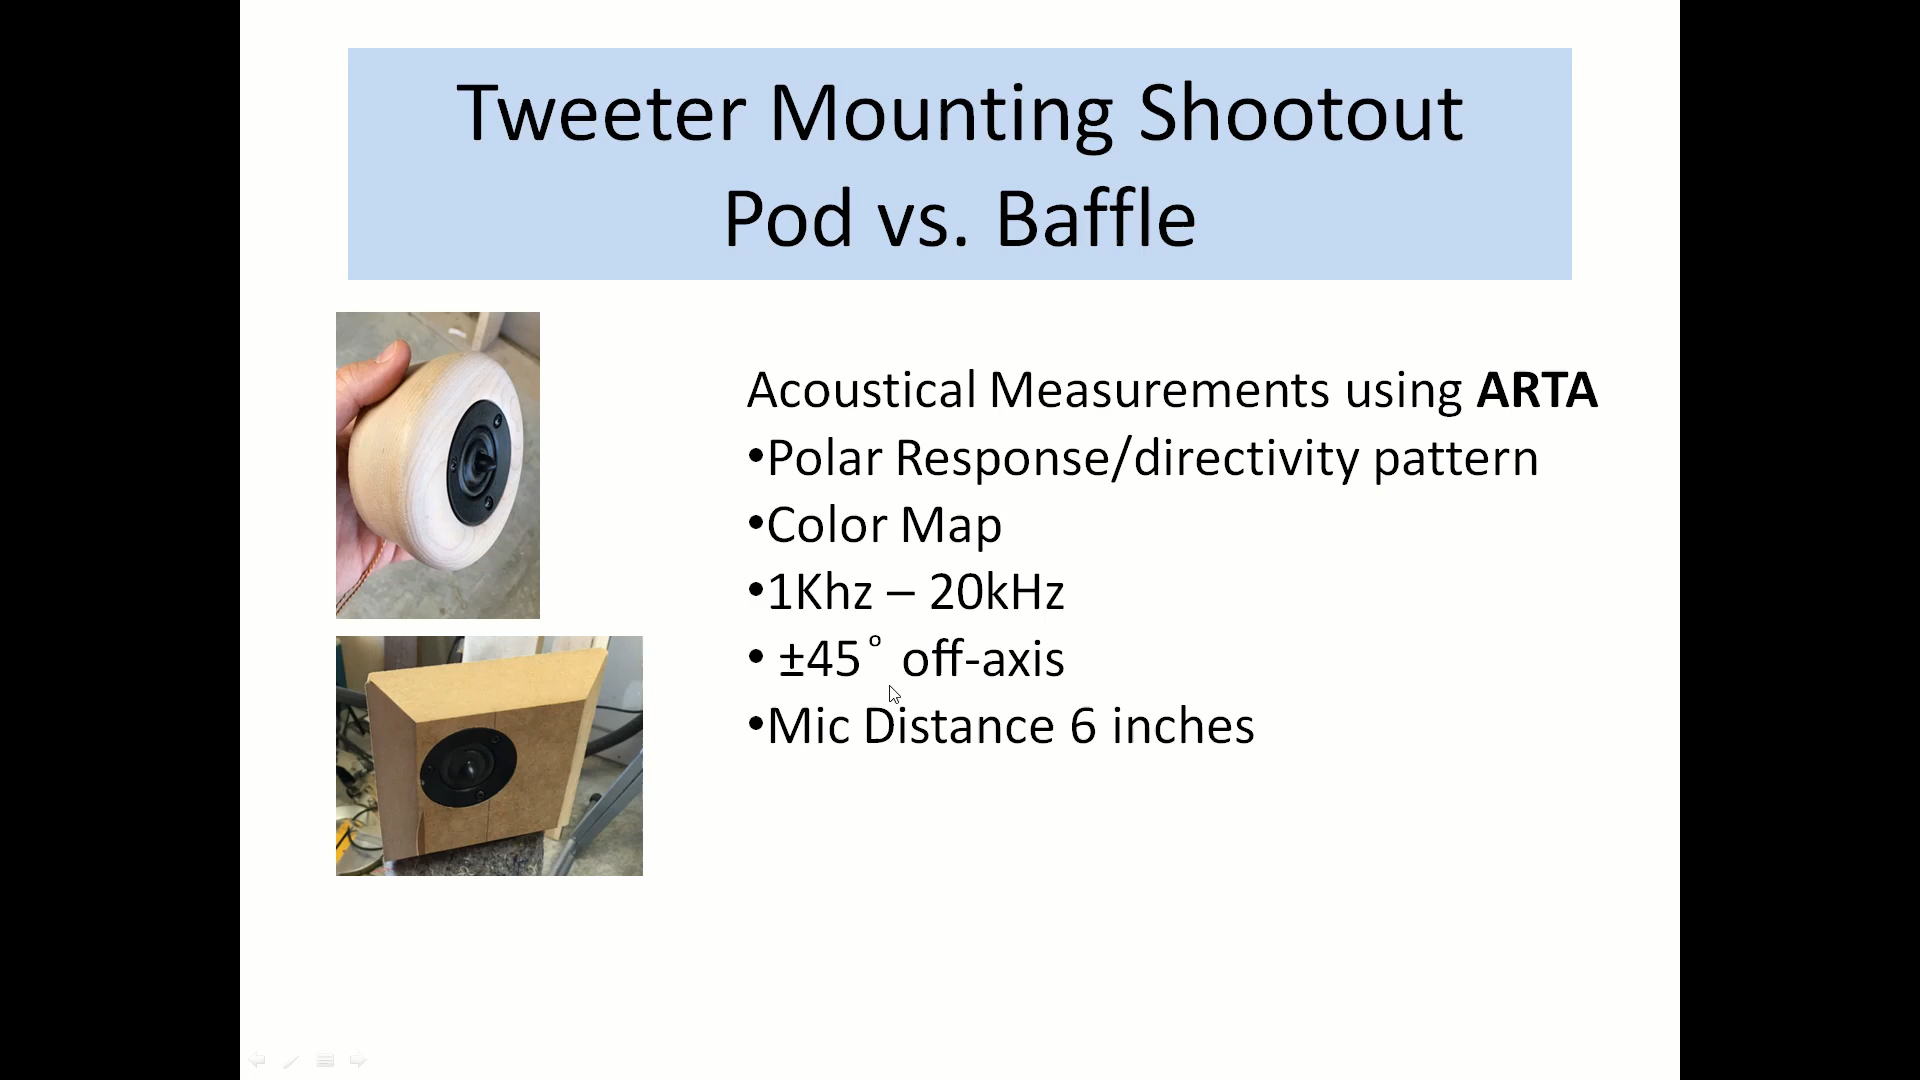 Tweeter Mounting Shootout
Pod vs. Baffle
Acoustical Measurements using ARTA
•Polar Response/directivity pattern
•Color Map
•1Khz – 20kHz
• ±45˚ off-axis
•Mic Distance 6 inches